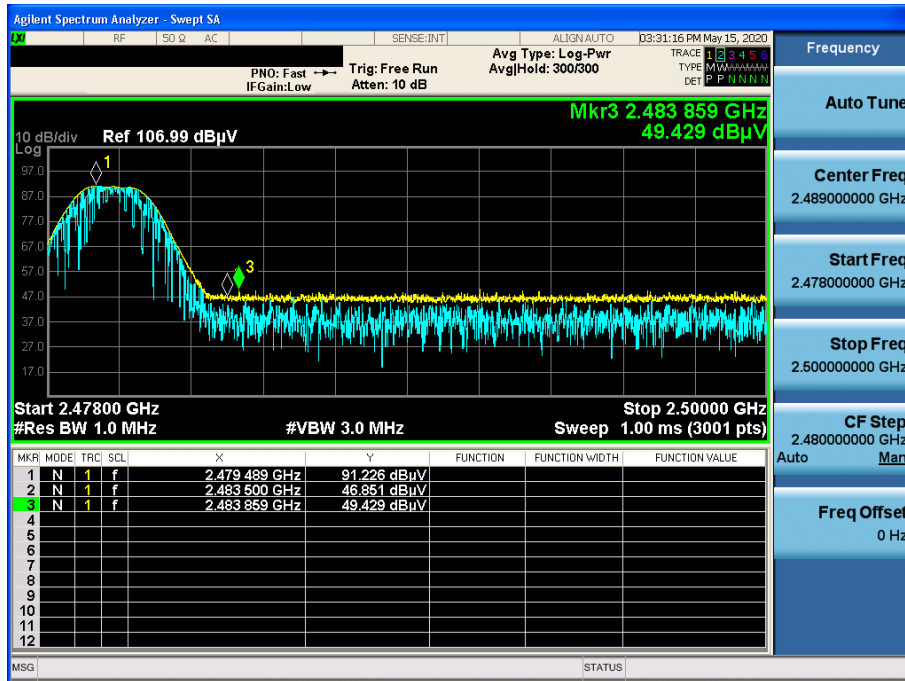 Agilent Spectrum Analyzer - Swept SA
LXI RF 50 Ω AC SENSE:INT ALIGN AUTO 03:31:16 PM May 15, 2020
PNO: Fast Trig: Free Run Avg Type: Log-Pwr TRACE 1 2 3 4 5 6
IFGain:Low Atten: 10 dB Avg|Hold: 300/300 TYPE M W W W W W
DET P P N N N N
Mkr3 2.483 859 GHz
49.429 dBµV
10 dB/div Ref 106.99 dBµV
Log
97.0
87.0
77.0
67.0
57.0
47.0
37.0
27.0
17.0
1
3
Start 2.47800 GHz Stop 2.50000 GHz
#Res BW 1.0 MHz #VBW 3.0 MHz Sweep 1.00 ms (3001 pts)
MKR MODE TRC SCL X Y FUNCTION FUNCTION WIDTH FUNCTION VALUE
1 N 1 f 2.479 489 GHz 91.226 dBµV
2 N 1 f 2.483 500 GHz 46.851 dBµV
3 N 1 f 2.483 859 GHz 49.429 dBµV
4
5
6
7
8
9
10
11
12
MSG STATUS
Frequency
Auto Tune
Center Freq
2.489000000 GHz
Start Freq
2.478000000 GHz
Stop Freq
2.500000000 GHz
CF Step
2.480000000 GHz
Auto Man
Freq Offset
0 Hz